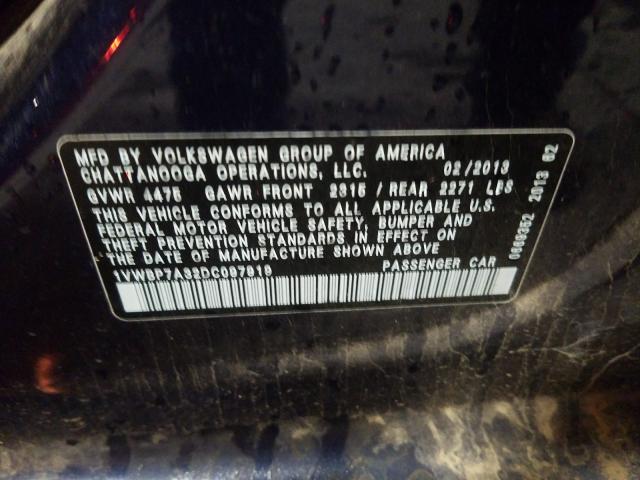 MFD BY VOLKSWAGEN GROUP OF AMERICA
CHATTANOOGA OPERATIONS, LLC. 02/2013
GVWR 4475 GAWR FRONT 2315 / REAR 2271 LBS
THIS VEHICLE CONFORMS TO ALL APPLICABLE U.S.
FEDERAL MOTOR VEHICLE SAFETY, BUMPER AND
THEFT PREVENTION STANDARDS IN EFFECT ON
THE DATE OF MANUFACTURE SHOWN ABOVE
PASSENGER CAR
2013 62